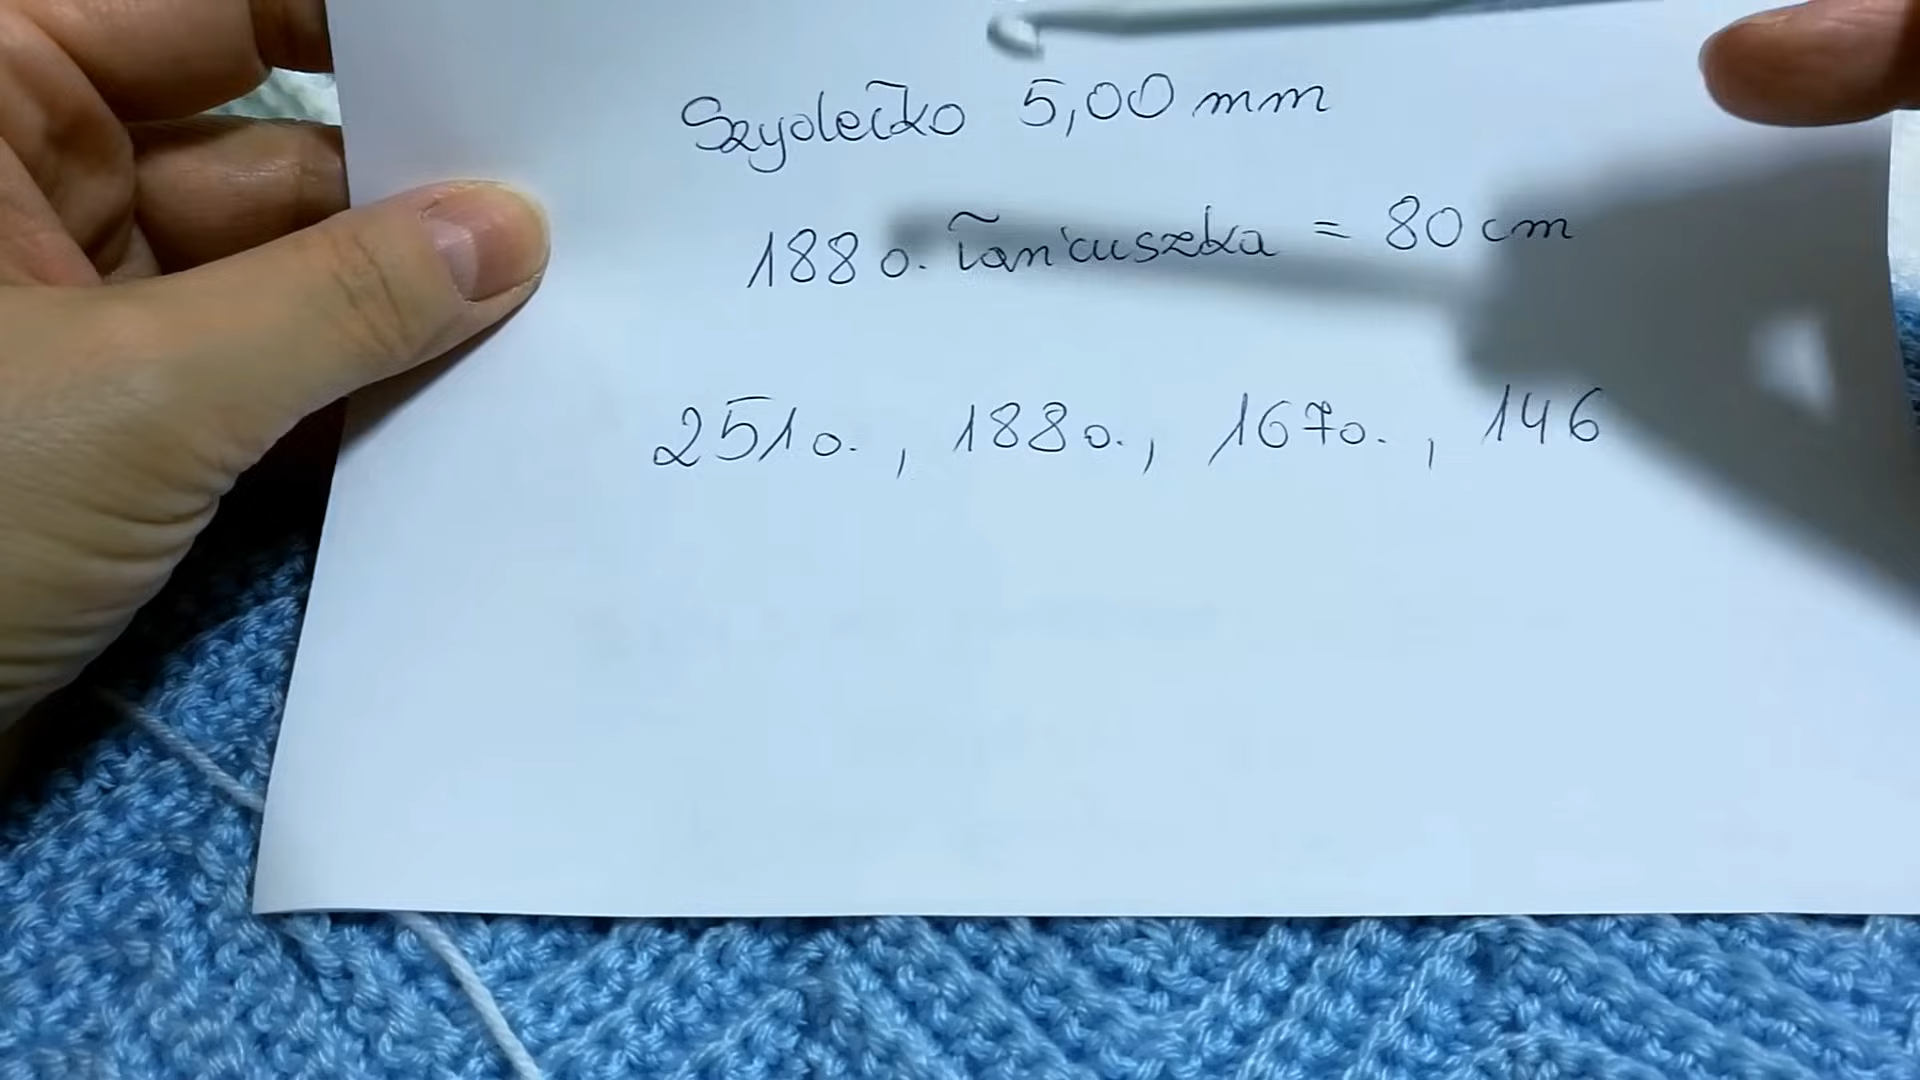 Szydełko 5,00 mm
188 o. łańcuszka = 80 cm
251 o. , 188 o. , 167 o. , 146